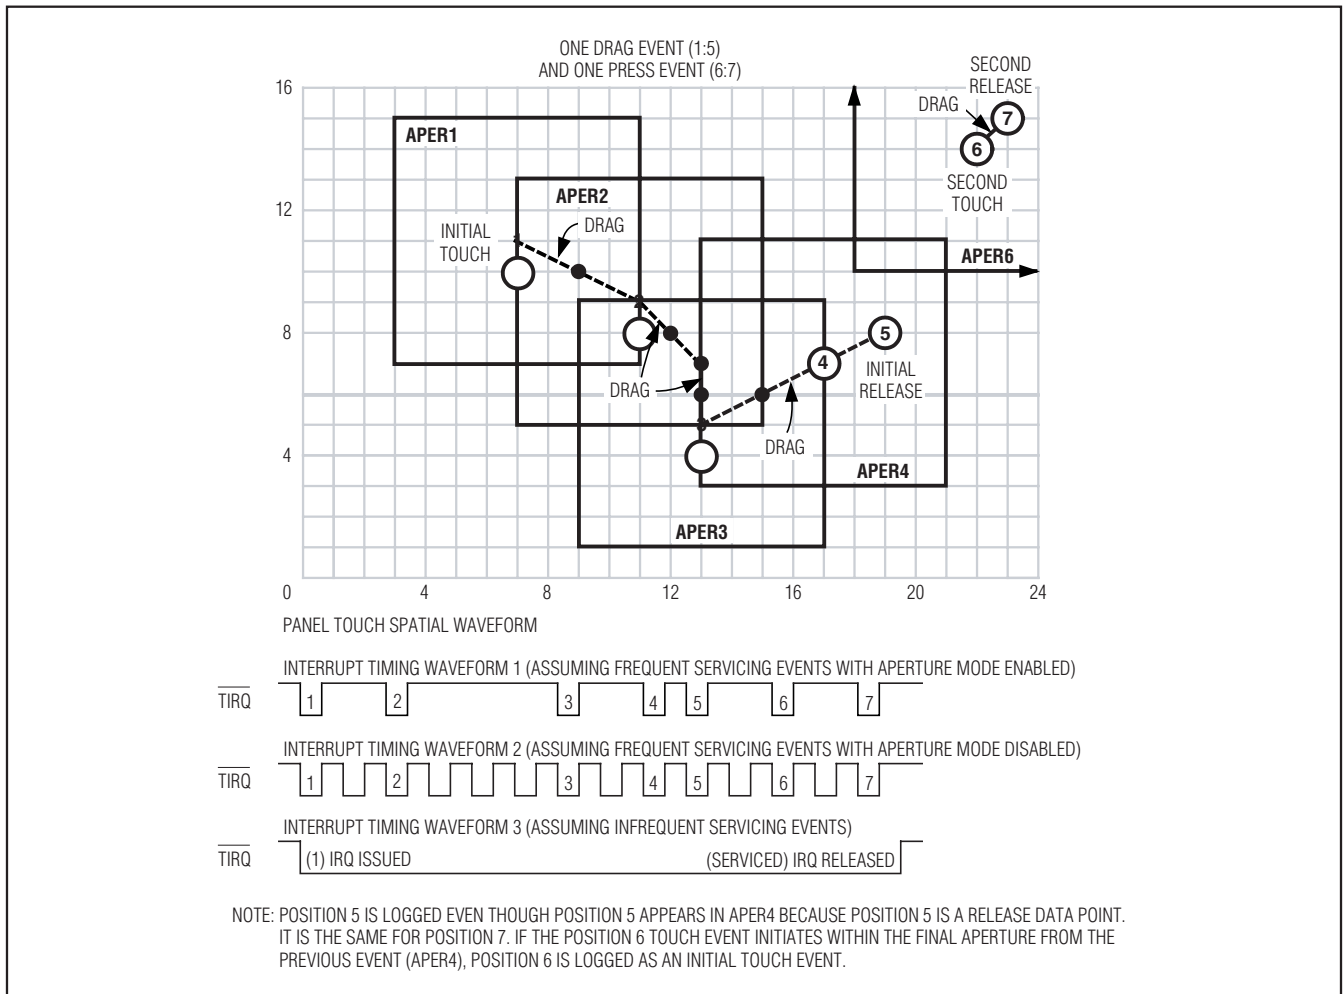 ONE DRAG EVENT (1:5)
AND ONE PRESS EVENT (6:7)
SECOND
RELEASE
DRAG
7
6
SECOND
TOUCH
16
12
8
4
0
4
8
12
16
20
24
APER1
APER2
DRAG
INITIAL
TOUCH
APER6
5
4
INITIAL
RELEASE
DRAG
DRAG
APER4
APER3
PANEL TOUCH SPATIAL WAVEFORM
INTERRUPT TIMING WAVEFORM 1 (ASSUMING FREQUENT SERVICING EVENTS WITH APERTURE MODE ENABLED)
TIRQ 1 2 3 4 5 6 7
INTERRUPT TIMING WAVEFORM 2 (ASSUMING FREQUENT SERVICING EVENTS WITH APERTURE MODE DISABLED)
TIRQ 1 2 3 4 5 6 7
INTERRUPT TIMING WAVEFORM 3 (ASSUMING INFREQUENT SERVICING EVENTS)
TIRQ (1) IRQ ISSUED (SERVICED) IRQ RELEASED
NOTE: POSITION 5 IS LOGGED EVEN THOUGH POSITION 5 APPEARS IN APER4 BECAUSE POSITION 5 IS A RELEASE DATA POINT.
IT IS THE SAME FOR POSITION 7. IF THE POSITION 6 TOUCH EVENT INITIATES WITHIN THE FINAL APERTURE FROM THE
PREVIOUS EVENT (APER4), POSITION 6 IS LOGGED AS AN INITIAL TOUCH EVENT.